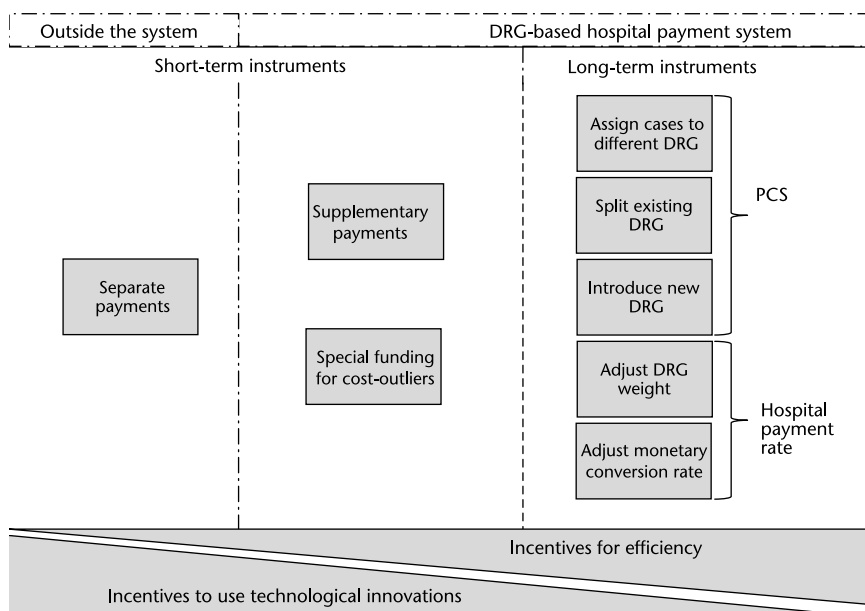 Outside the system
DRG-based hospital payment system
Short-term instruments
Long-term instruments
Separate
payments
Supplementary
payments
Special funding
for cost-outliers
Assign cases to
different DRG
Split existing
DRG
Introduce new
DRG
PCS
Adjust DRG
weight
Adjust monetary
conversion rate
Hospital
payment
rate
Incentives for efficiency
Incentives to use technological innovations